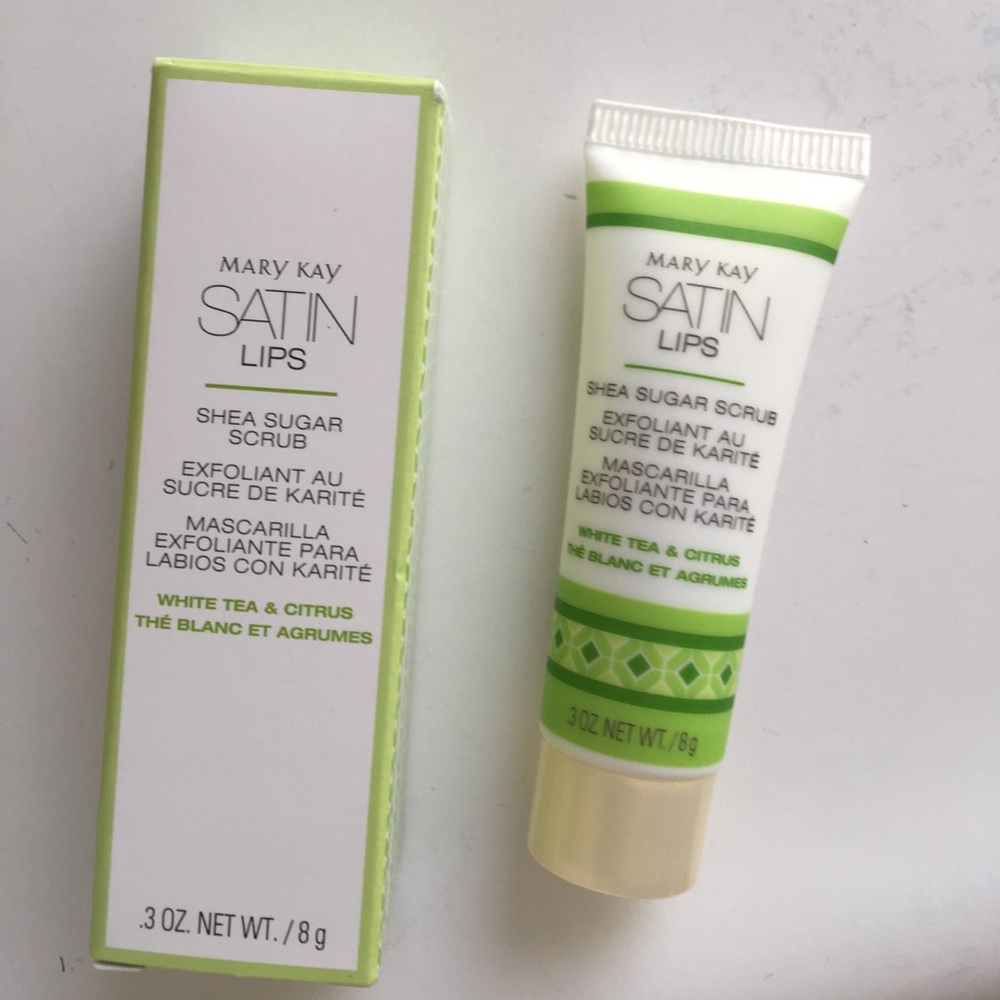 MARY KAY
SATIN
LIPS
SHEA SUGAR
SCRUB
EXFOLIANT AU
SUCRE DE KARITÉ
MASCARILLA
EXFOLIANTE PARA
LABIOS CON KARITÉ
WHITE TEA & CITRUS
THÉ BLANC ET AGRUMES
.3 OZ. NET WT. / 8 g
MARY KAY
SATIN
LIPS
SHEA SUGAR SCRUB
EXFOLIANT AU
SUCRE DE KARITÉ
MASCARILLA
EXFOLIANTE PARA
LABIOS CON KARITÉ
WHITE TEA & CITRUS
THÉ BLANC ET AGRUMES
.3 OZ. NET WT. / 8 g